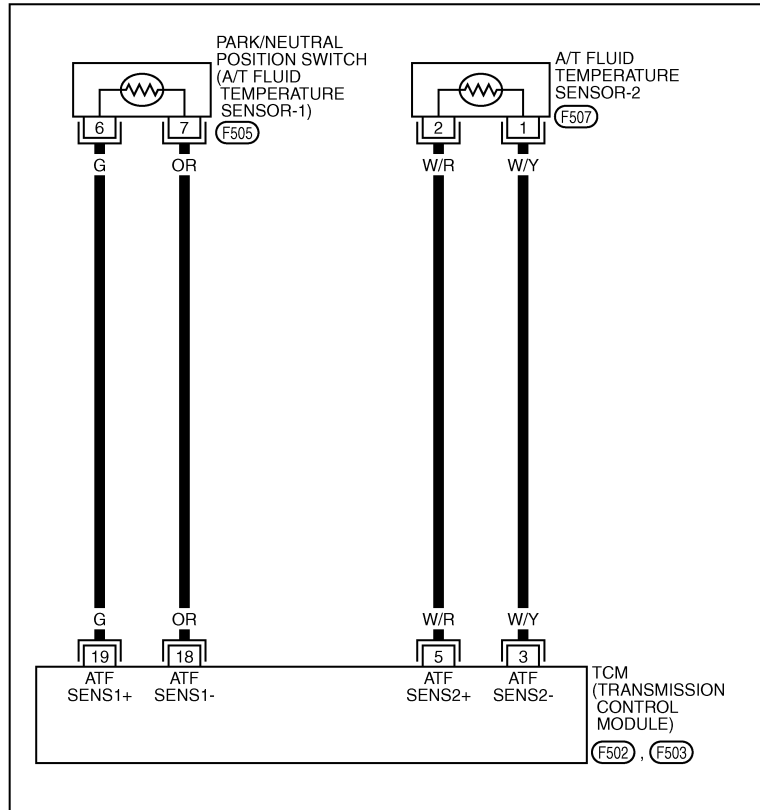 PARK/NEUTRAL
POSITION SWITCH
(A/T FLUID
TEMPERATURE
SENSOR-1)
F505
A/T FLUID
TEMPERATURE
SENSOR-2
F507
6 7 2 1
G OR W/R W/Y
G OR W/R W/Y
19 18 5 3
ATF ATF ATF ATF
SENS1+ SENS1- SENS2+ SENS2-
TCM
(TRANSMISSION
CONTROL
MODULE)
F502 , F503